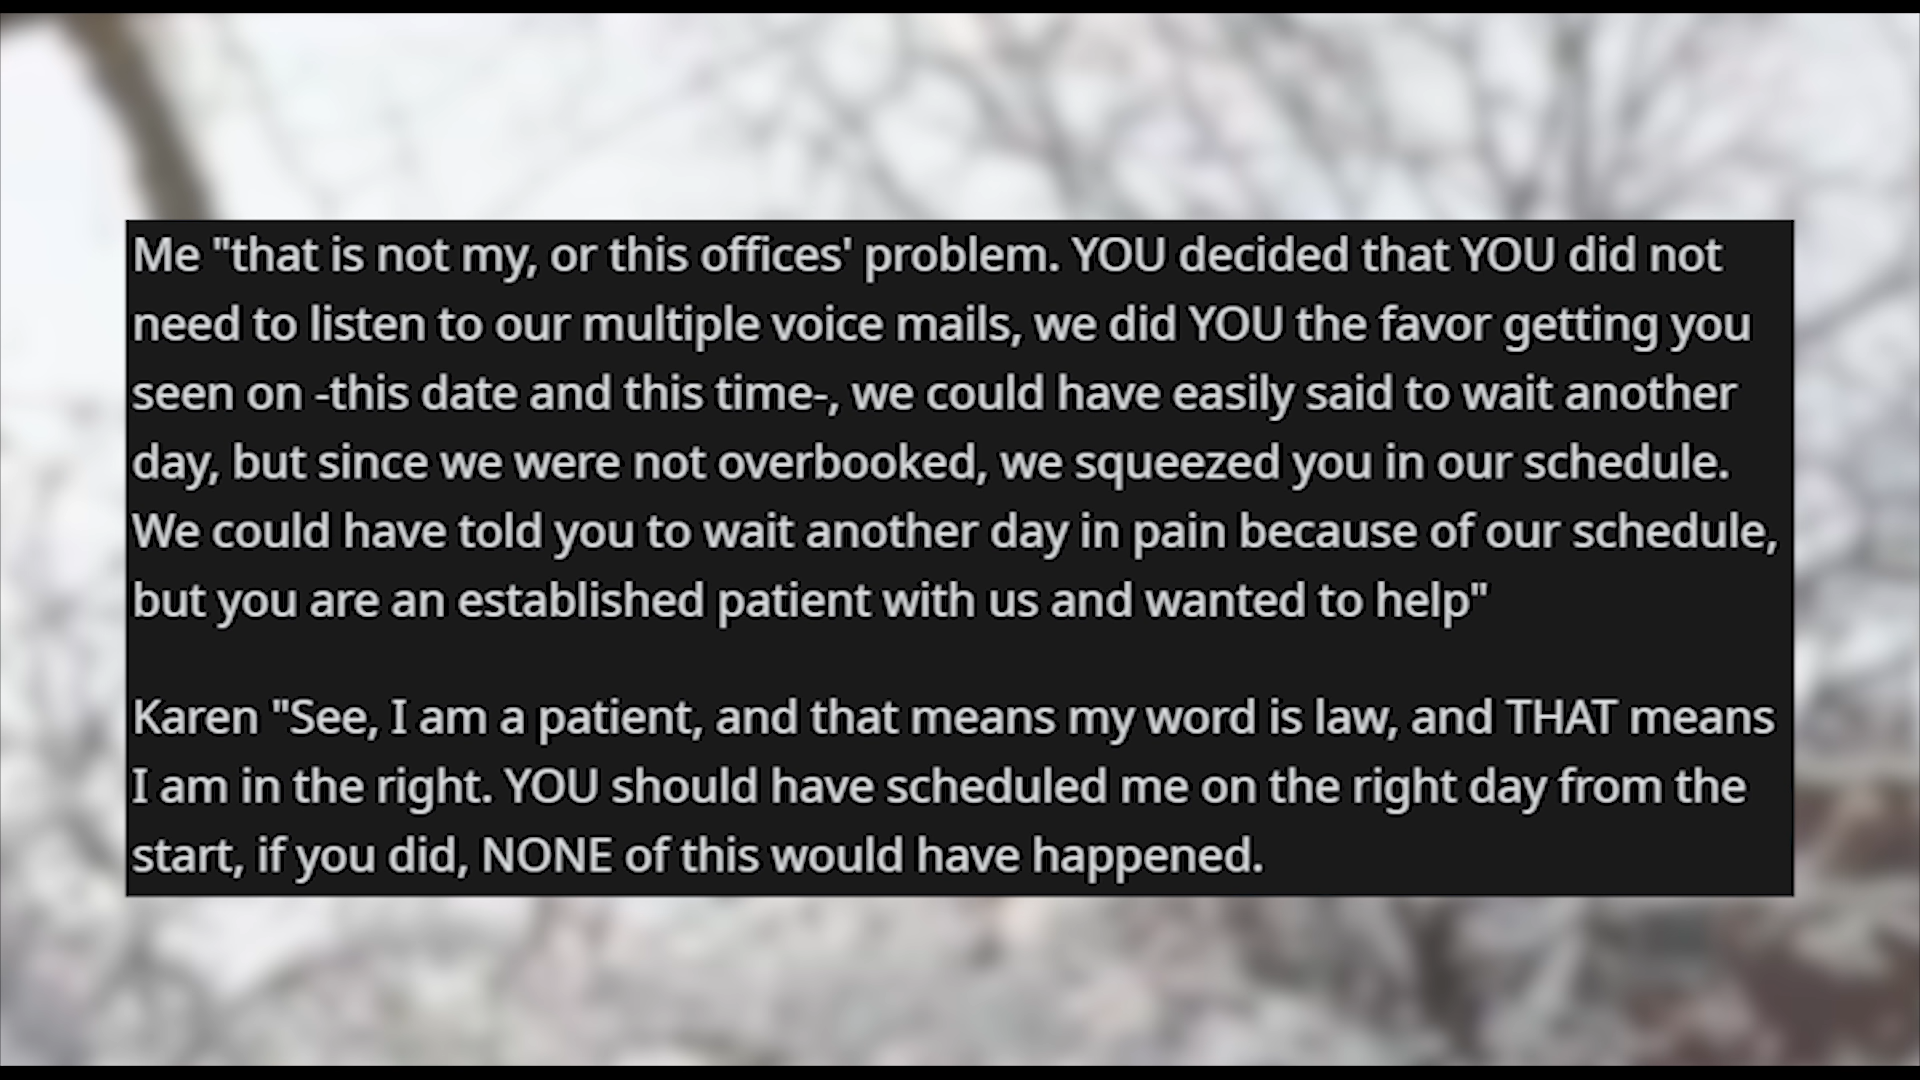 Me "that is not my, or this offices' problem. YOU decided that YOU did not
need to listen to our multiple voice mails, we did YOU the favor getting you
seen on -this date and this time-, we could have easily said to wait another
day, but since we were not overbooked, we squeezed you in our schedule.
We could have told you to wait another day in pain because of our schedule,
but you are an established patient with us and wanted to help"
Karen "See, I am a patient, and that means my word is law, and THAT means
I am in the right. YOU should have scheduled me on the right day from the
start, if you did, NONE of this would have happened.